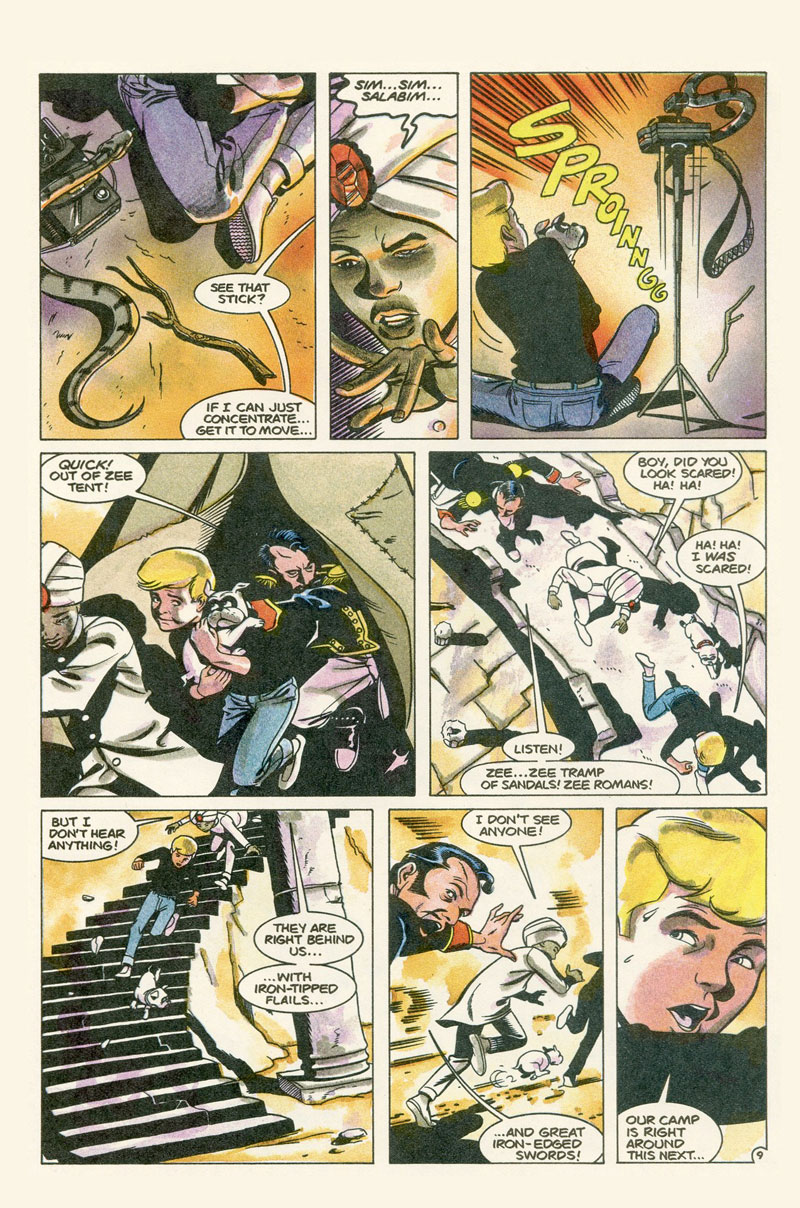 SEE THAT
STICK?
IF I CAN JUST
CONCENTRATE...
GET IT TO MOVE...
SIM...SIM...
SALABIM...
SPROINNGG
QUICK!
OUT OF ZEE
TENT!
BOY, DID YOU
LOOK SCARED!
HA! HA!
HA! HA!
I WAS
SCARED!
LISTEN!
ZEE...ZEE TRAMP
OF SANDALS! ZEE ROMANS!
BUT I
DON'T HEAR
ANYTHING!
THEY ARE
RIGHT BEHIND
US...
...WITH
IRON-TIPPED
FLAILS...
I DON'T SEE
ANYONE!
...AND GREAT
IRON-EDGED
SWORDS!
OUR CAMP
IS RIGHT
AROUND
THIS NEXT...
9